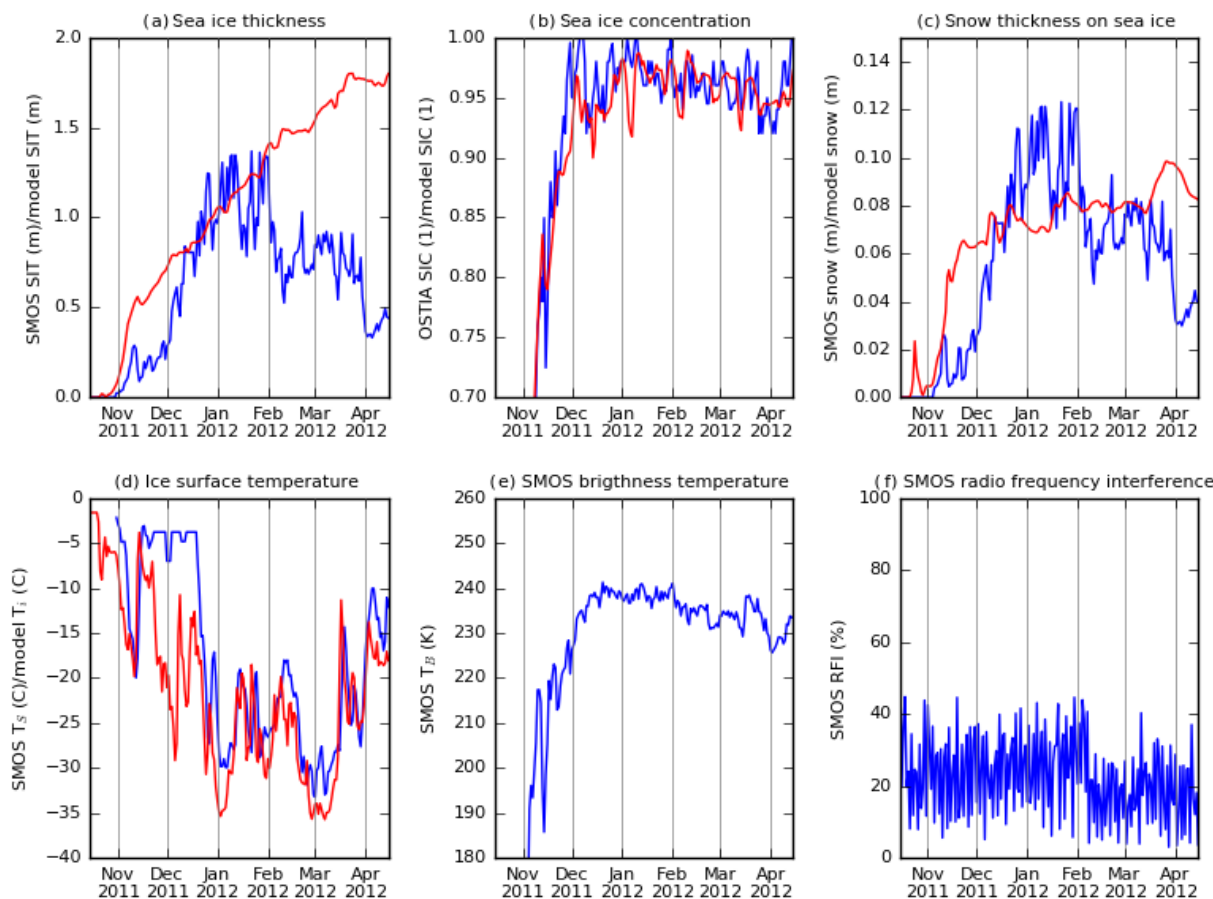 (a) Sea ice thickness
SMOS SIT (m)/model SIT (m)
2.0
1.5
1.0
0.5
0.0
Nov 2011
Dec 2011
Jan 2012
Feb 2012
Mar 2012
Apr 2012
(b) Sea ice concentration
OSTIA SIC (1)/model SIC (1)
1.00
0.95
0.90
0.85
0.80
0.75
0.70
Nov 2011
Dec 2011
Jan 2012
Feb 2012
Mar 2012
Apr 2012
(c) Snow thickness on sea ice
SMOS snow (m)/model snow (m)
0.14
0.12
0.10
0.08
0.06
0.04
0.02
0.00
Nov 2011
Dec 2011
Jan 2012
Feb 2012
Mar 2012
Apr 2012
(d) Ice surface temperature
SMOS T_S (C)/model T_i (C)
0
−5
−10
−15
−20
−25
−30
−35
−40
Nov 2011
Dec 2011
Jan 2012
Feb 2012
Mar 2012
Apr 2012
(e) SMOS brigthness temperature
SMOS T_B (K)
260
250
240
230
220
210
200
190
180
Nov 2011
Dec 2011
Jan 2012
Feb 2012
Mar 2012
Apr 2012
(f) SMOS radio frequency interference
SMOS RFI (%)
100
80
60
40
20
0
Nov 2011
Dec 2011
Jan 2012
Feb 2012
Mar 2012
Apr 2012